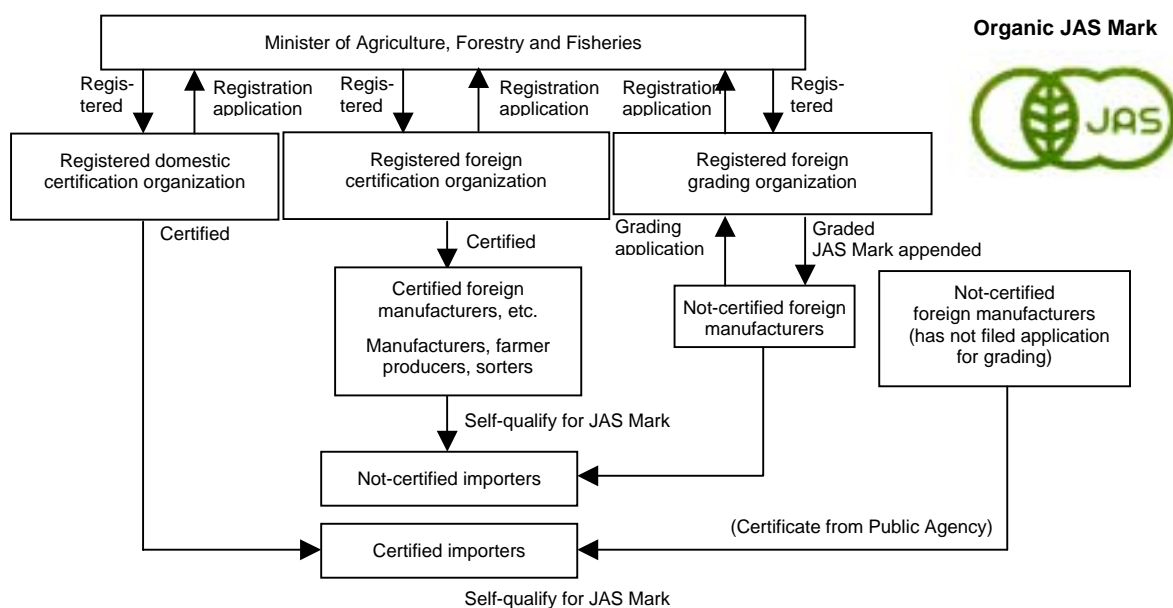 Organic JAS Mark
Minister of Agriculture, Forestry and Fisheries
Regis-
tered
Registration
application
Regis-
tered
Registration
application
Registration
application
Regis-
tered
JAS
Registered domestic
certification organization
Registered foreign
certification organization
Registered foreign
grading organization
Certified
Certified
Grading
application
Graded
JAS Mark appended
Certified foreign
manufacturers, etc.
Manufacturers, farmer
producers, sorters
Not-certified foreign
manufacturers
Not-certified
foreign manufacturers
(has not filed application
for grading)
Self-qualify for JAS Mark
Not-certified importers
(Certificate from Public Agency)
Certified importers
Self-qualify for JAS Mark